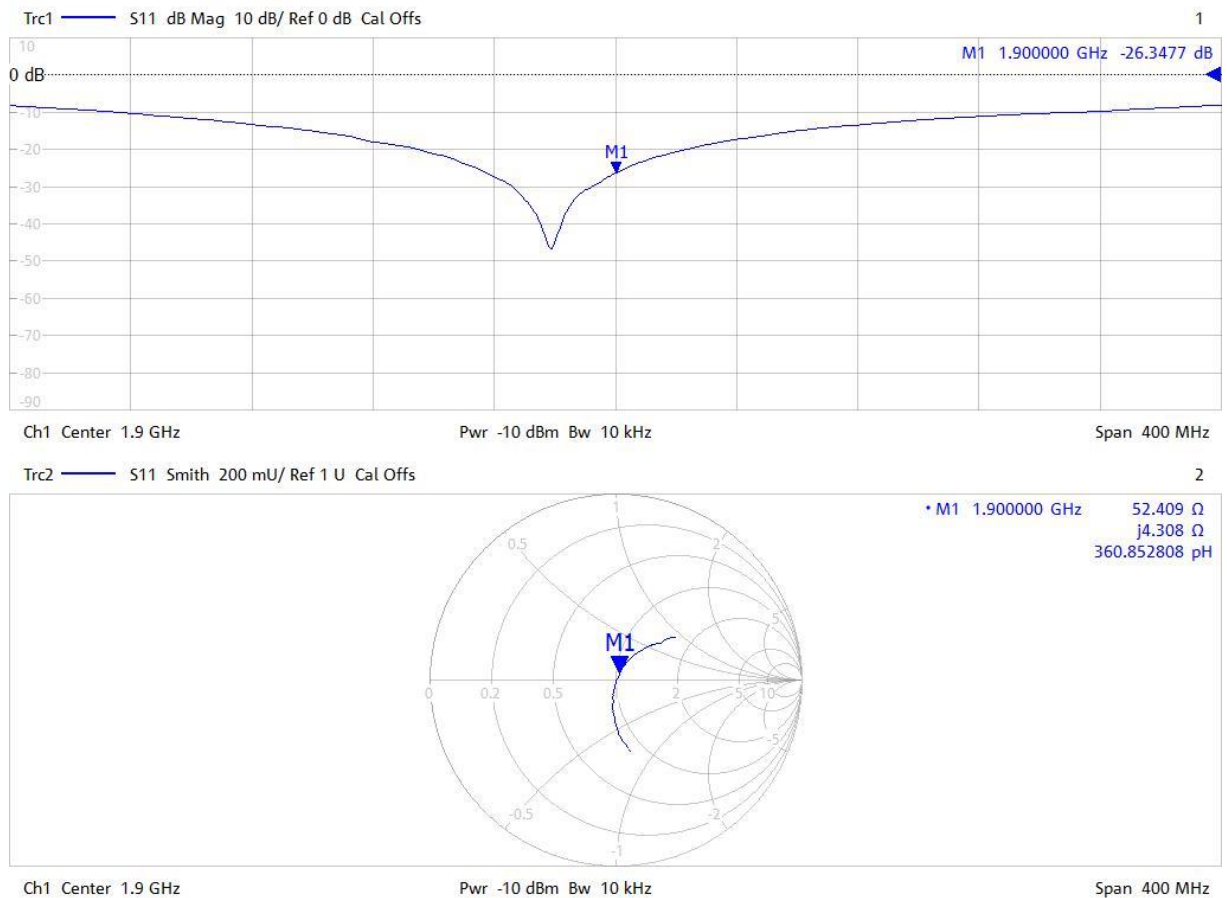 Trc1 S11 dB Mag 10 dB/ Ref 0 dB Cal Offs 1
10
M1 1.900000 GHz -26.3477 dB
0 dB
-10
-20
M1
-30
-40
-50
-60
-70
-80
-90
Ch1 Center 1.9 GHz Pwr -10 dBm Bw 10 kHz Span 400 MHz
Trc2 S11 Smith 200 mU/ Ref 1 U Cal Offs 2
• M1 1.900000 GHz 52.409 Ω
j4.308 Ω
360.852808 pH
1
0.5 2
5
M1
0 0.2 0.5 1 2 5 10
-5
-0.5 -2
-1
Ch1 Center 1.9 GHz Pwr -10 dBm Bw 10 kHz Span 400 MHz